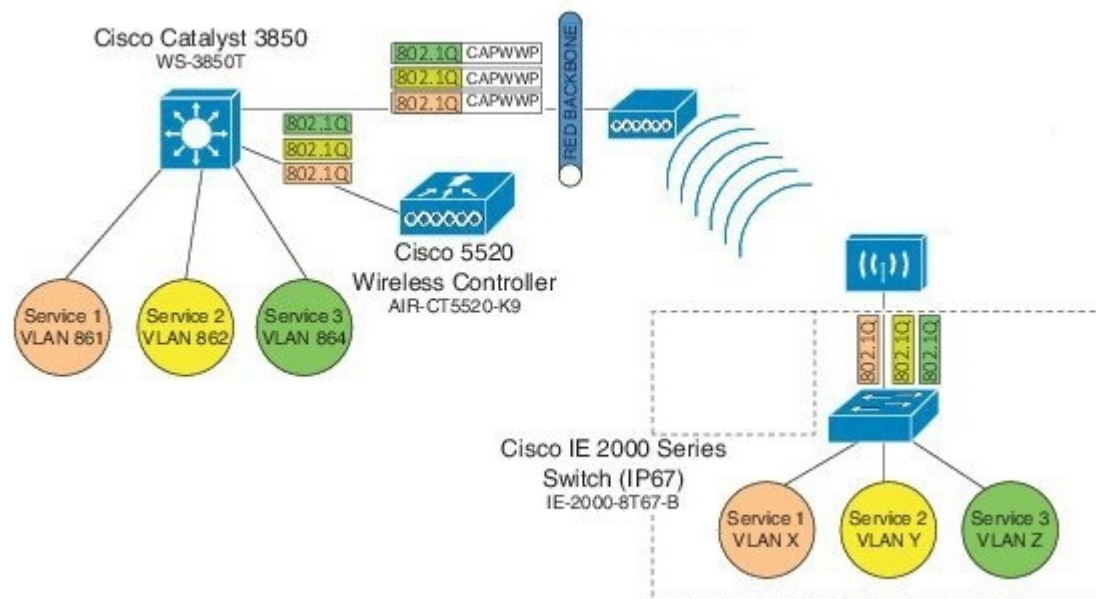 Cisco Catalyst 3850
WS-3850T
802.1Q CAPWWP
802.1Q CAPWWP
802.1Q CAPWWP
RED BACKBONE
802.1Q
802.1Q
802.1Q
Cisco 5520
Wireless Controller
AIR-CT5520-K9
Service 1
VLAN 861
Service 2
VLAN 862
Service 3
VLAN 864
802.1Q
802.1Q
802.1Q
Cisco IE 2000 Series
Switch (IP67)
IE-2000-8T67-B
Service 1
VLAN X
Service 2
VLAN Y
Service 3
VLAN Z